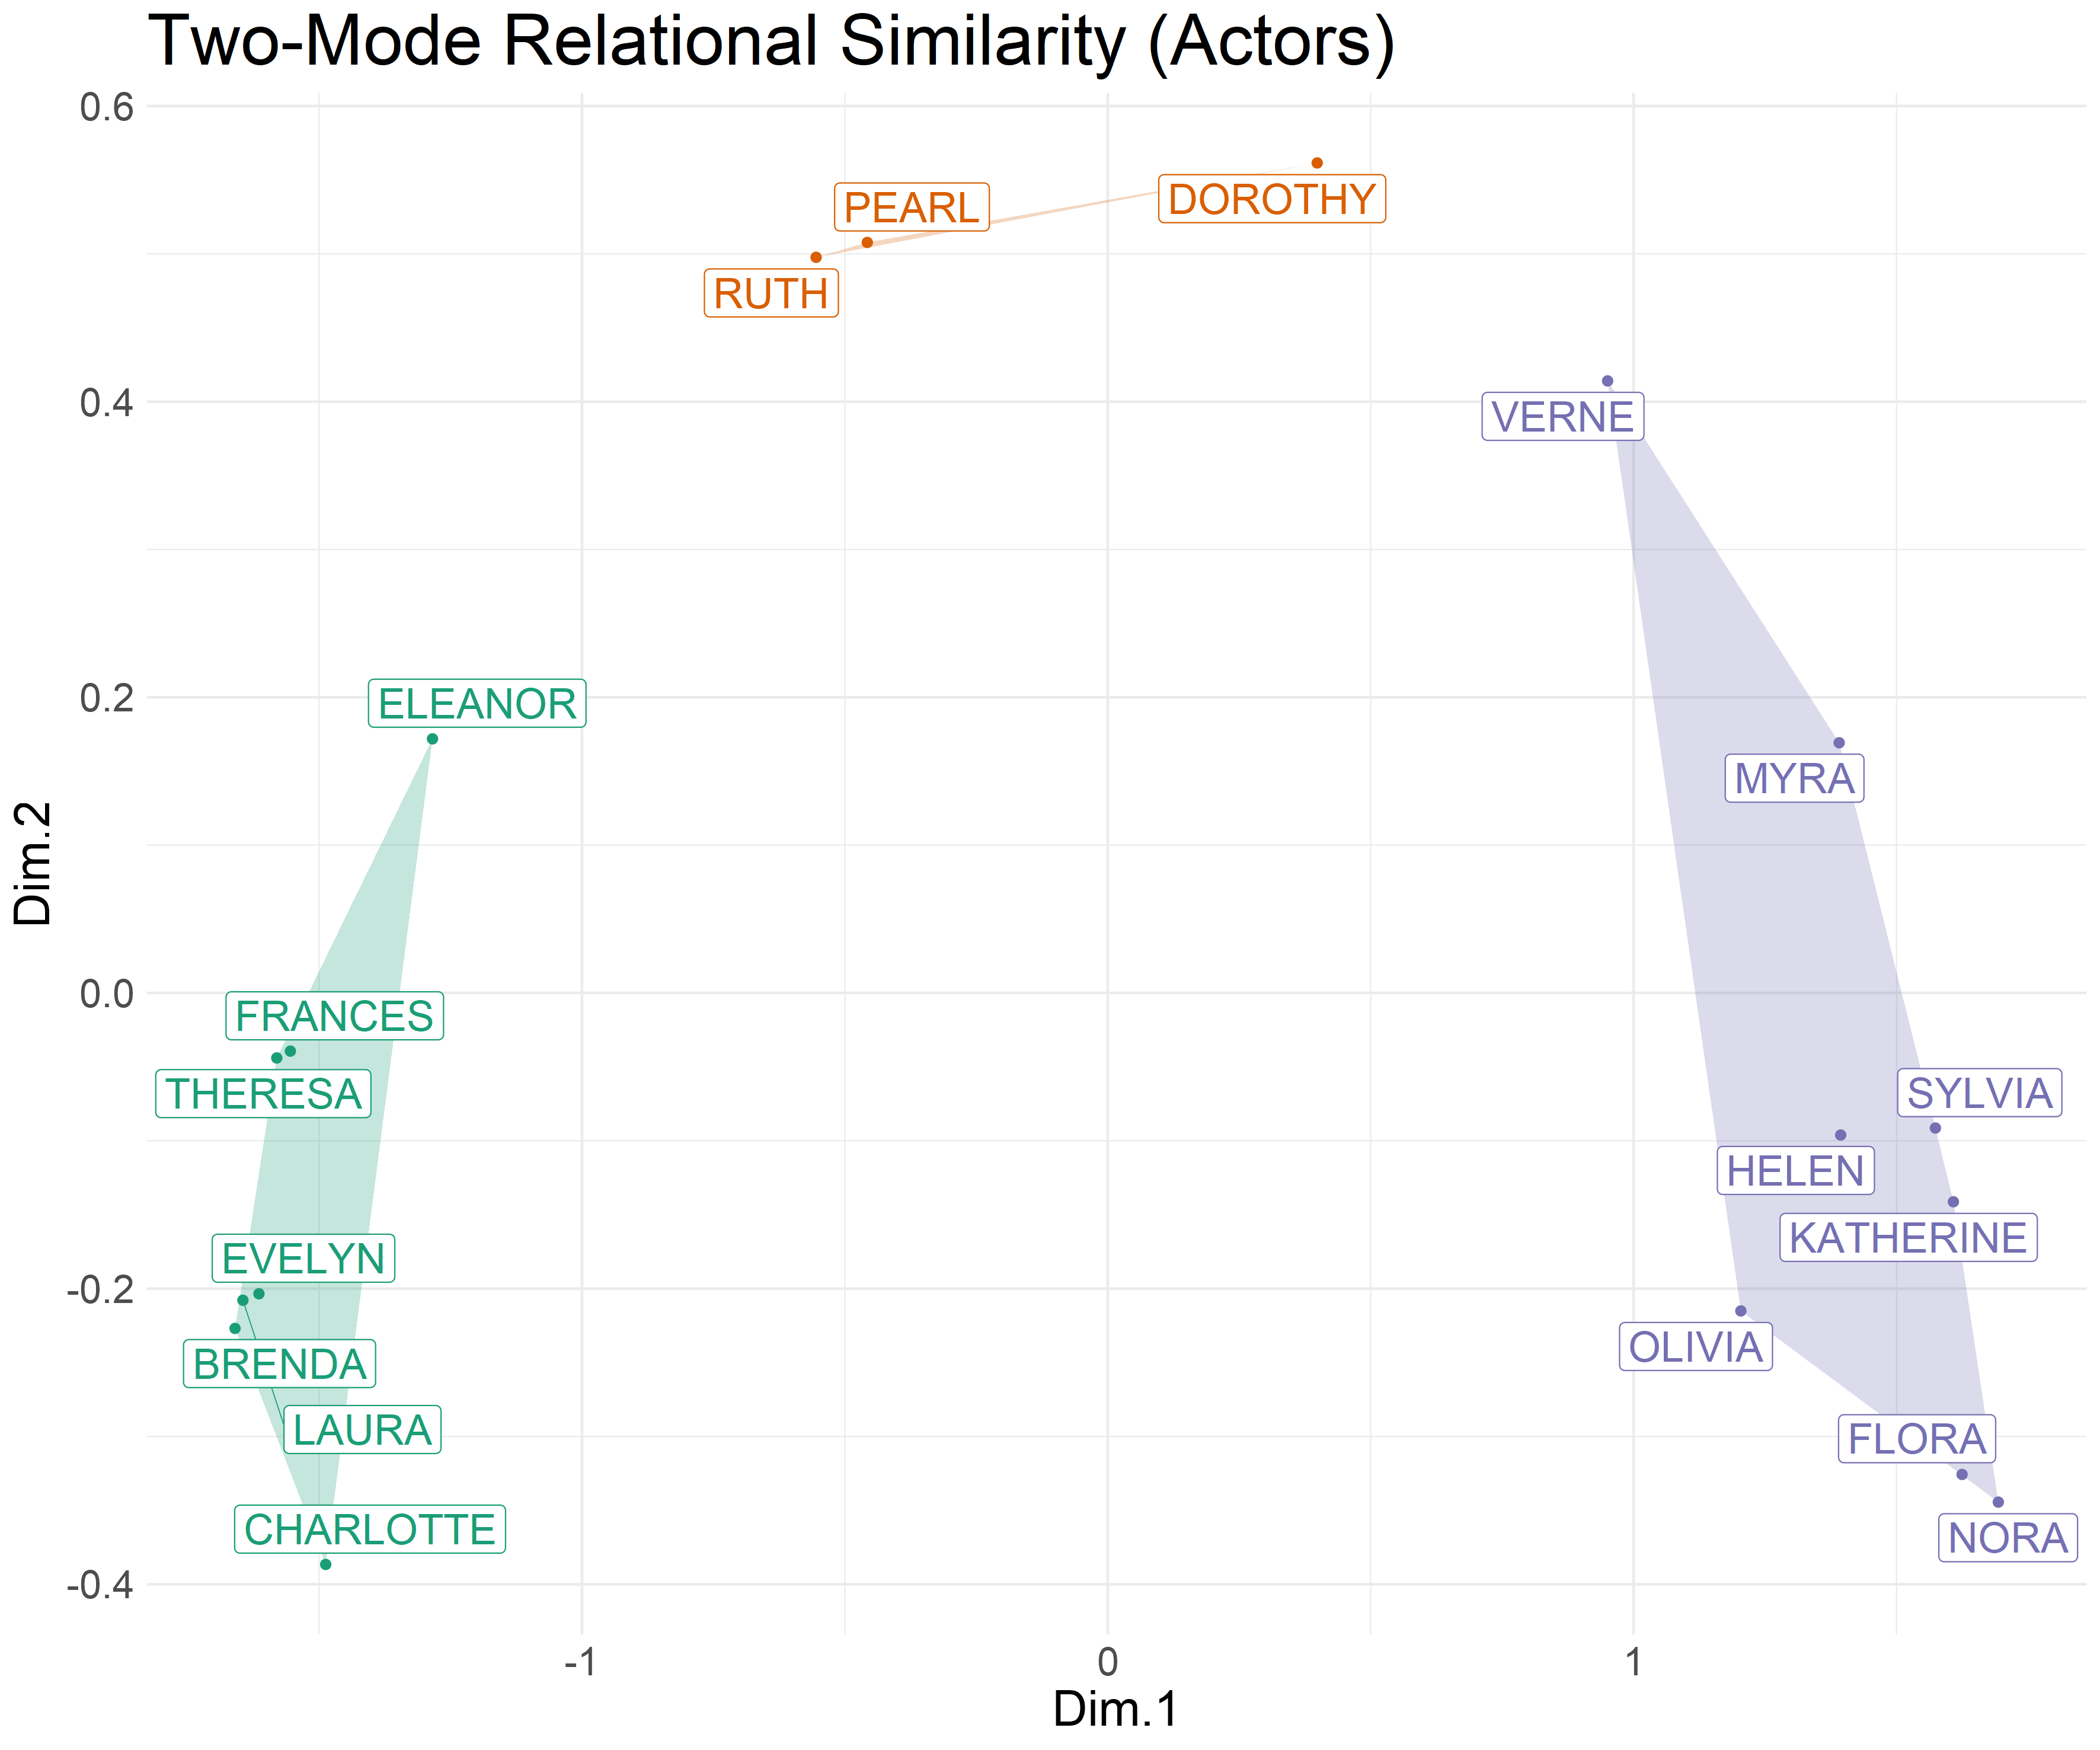 Two-Mode Relational Similarity (Actors)
0.6
PEARL
DOROTHY
RUTH
0.4
VERNE
0.2
ELEANOR
MYRA
Dim.2
0.0
FRANCES
THERESA
SYLVIA
HELEN
KATHERINE
EVELYN
-0.2
BRENDA
OLIVIA
LAURA
FLORA
CHARLOTTE
NORA
-0.4
-1
0
1
Dim.1